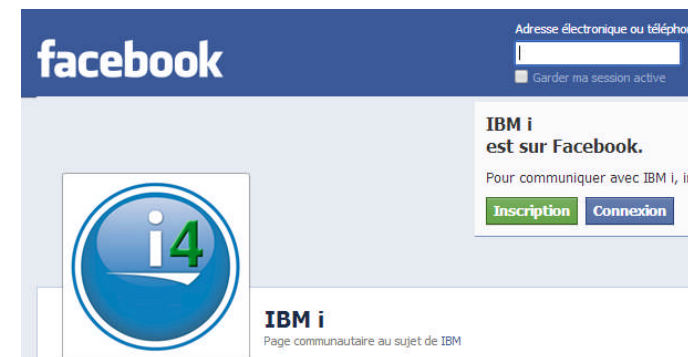 facebook
Adresse électronique ou télépho
Garder ma session active
IBM i
est sur Facebook.
Pour communiquer avec IBM i, i
Inscription Connexion
i4
IBM i
Page communautaire au sujet de IBM